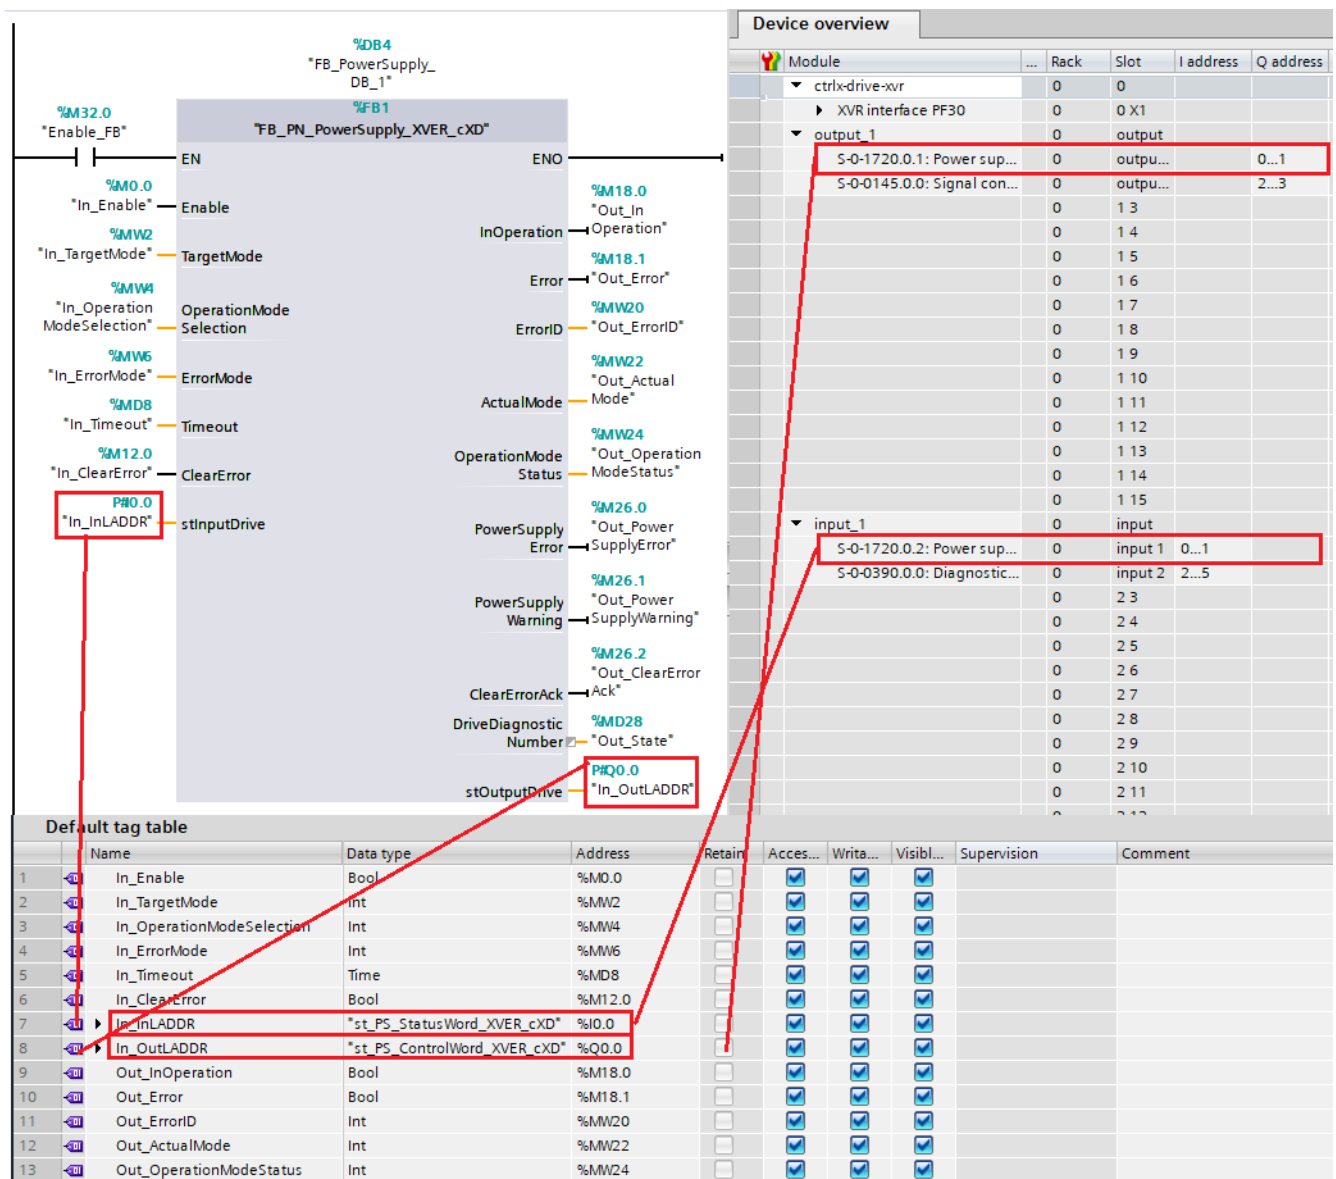 %DB4
"FB_PowerSupply_
DB_1"
%M32.0
"Enable_FB"
%FB1
"FB_PN_PowerSupply_XVER_cXD"
EN
ENO
%M0.0
"In_Enable"
Enable
%MW2
"In_TargetMode"
TargetMode
%MW4
"In_Operation
ModeSelection"
OperationMode
Selection
%MW6
"In_ErrorMode"
ErrorMode
%MD8
"In_Timeout"
Timeout
%M12.0
"In_ClearError"
ClearError
P#I0.0
"In_InLADDR"
stInputDrive
InOperation
%M18.0
"Out_In
Operation"
Error
%M18.1
"Out_Error"
ErrorID
%MW20
"Out_ErrorID"
ActualMode
%MW22
"Out_Actual
Mode"
OperationMode
Status
%MW24
"Out_Operation
ModeStatus"
PowerSupply
Error
%M26.0
"Out_Power
SupplyError"
PowerSupply
Warning
%M26.1
"Out_Power
SupplyWarning"
ClearErrorAck
%M26.2
"Out_ClearError
Ack"
DriveDiagnostic
Number
%MD28
"Out_State"
stOutputDrive
P#Q0.0
"In_OutLADDR"
Device overview
Module ... Rack Slot I address Q address
ctrlx-drive-xvr 0 0
XVR interface PF30 0 0 X1
output_1 0 output
S-0-1720.0.1: Power sup... 0 outpu... 0...1
S-0-0145.0.0: Signal con... 0 outpu... 2...3
0 1 3
0 1 4
0 1 5
0 1 6
0 1 7
0 1 8
0 1 9
0 1 10
0 1 11
0 1 12
0 1 13
0 1 14
0 1 15
input_1 0 input
S-0-1720.0.2: Power sup... 0 input 1 0...1
S-0-0390.0.0: Diagnostic... 0 input 2 2...5
0 2 3
0 2 4
0 2 5
0 2 6
0 2 7
0 2 8
0 2 9
0 2 10
0 2 11
Default tag table
Name Data type Address Retain Acces... Writa... Visibl... Supervision Comment
1 In_Enable Bool %M0.0
2 In_TargetMode Int %MW2
3 In_OperationModeSelection Int %MW4
4 In_ErrorMode Int %MW6
5 In_Timeout Time %MD8
6 In_ClearError Bool %M12.0
7 In_InLADDR "st_PS_StatusWord_XVER_cXD" %I0.0
8 In_OutLADDR "st_PS_ControlWord_XVER_cXD" %Q0.0
9 Out_InOperation Bool %M18.0
10 Out_Error Bool %M18.1
11 Out_ErrorID Int %MW20
12 Out_ActualMode Int %MW22
13 Out_OperationModeStatus Int %MW24